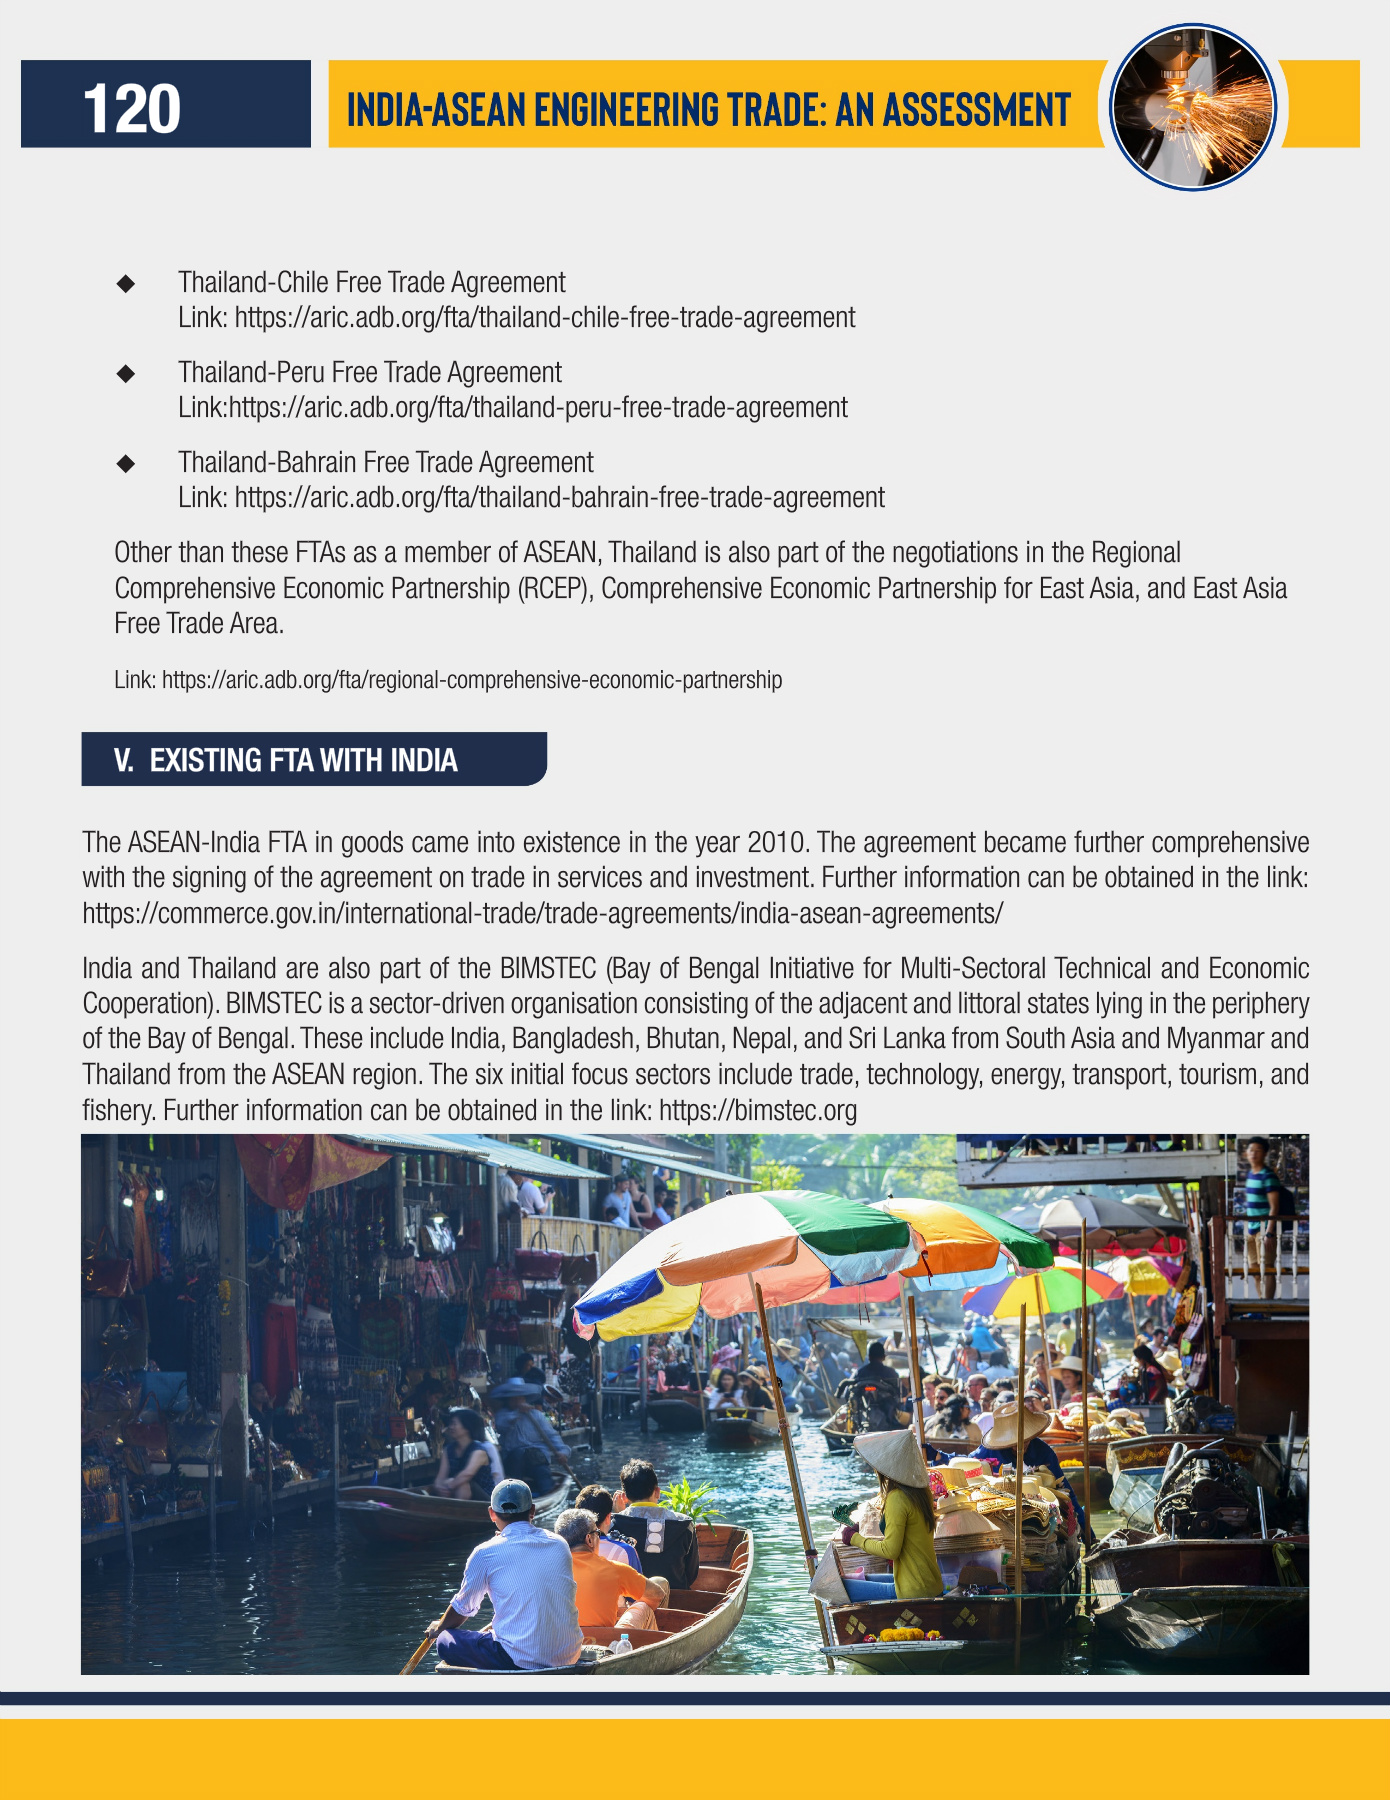 120
INDIA-ASEAN ENGINEERING TRADE: AN ASSESSMENT
◆ Thailand-Chile Free Trade Agreement
Link: https://aric.adb.org/fta/thailand-chile-free-trade-agreement
◆ Thailand-Peru Free Trade Agreement
Link:https://aric.adb.org/fta/thailand-peru-free-trade-agreement
◆ Thailand-Bahrain Free Trade Agreement
Link: https://aric.adb.org/fta/thailand-bahrain-free-trade-agreement
Other than these FTAs as a member of ASEAN, Thailand is also part of the negotiations in the Regional
Comprehensive Economic Partnership (RCEP), Comprehensive Economic Partnership for East Asia, and East Asia
Free Trade Area.
Link: https://aric.adb.org/fta/regional-comprehensive-economic-partnership
V. EXISTING FTA WITH INDIA
The ASEAN-India FTA in goods came into existence in the year 2010. The agreement became further comprehensive
with the signing of the agreement on trade in services and investment. Further information can be obtained in the link:
https://commerce.gov.in/international-trade/trade-agreements/india-asean-agreements/
India and Thailand are also part of the BIMSTEC (Bay of Bengal Initiative for Multi-Sectoral Technical and Economic
Cooperation). BIMSTEC is a sector-driven organisation consisting of the adjacent and littoral states lying in the periphery
of the Bay of Bengal. These include India, Bangladesh, Bhutan, Nepal, and Sri Lanka from South Asia and Myanmar and
Thailand from the ASEAN region. The six initial focus sectors include trade, technology, energy, transport, tourism, and
fishery. Further information can be obtained in the link: https://bimstec.org